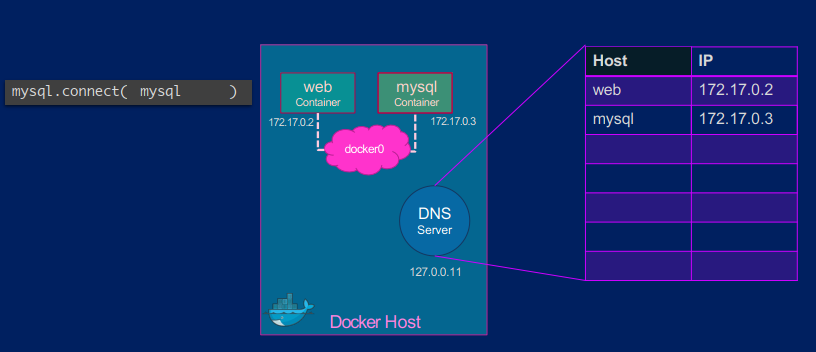 mysql.connect( mysql )
web
Container
mysql
Container
172.17.0.2
172.17.0.3
docker0
DNS
Server
127.0.0.11
Docker Host
Host IP
web 172.17.0.2
mysql 172.17.0.3